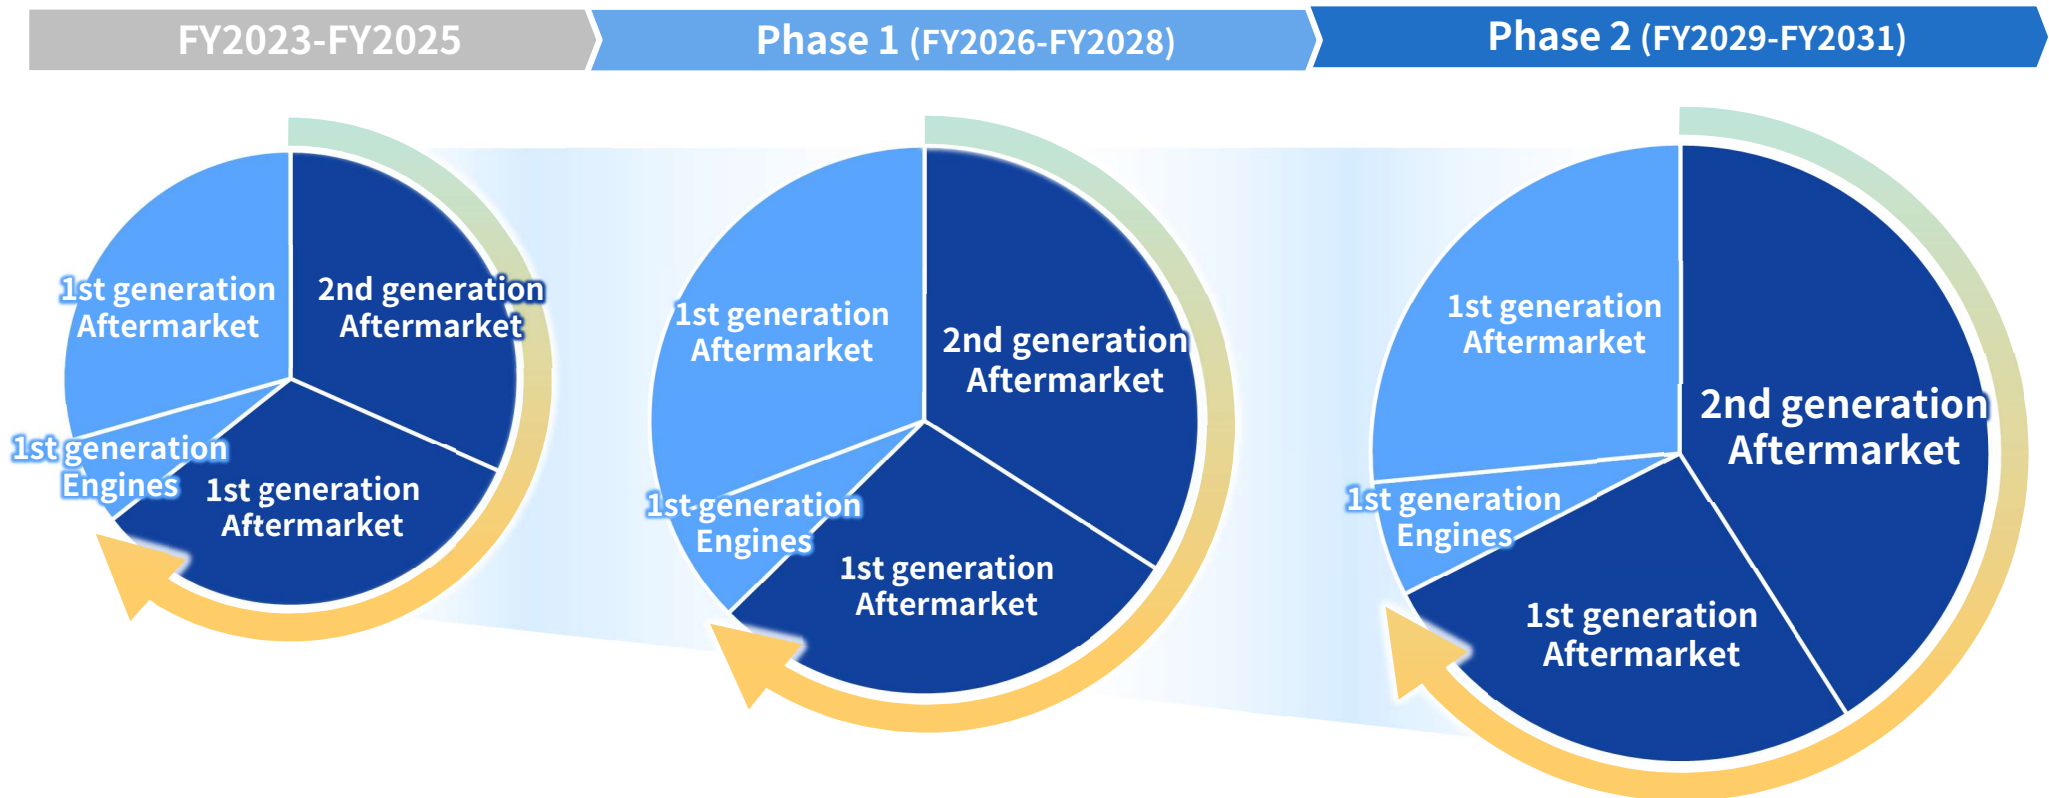 FY2023-FY2025
Phase 1 (FY2026-FY2028)
Phase 2 (FY2029-FY2031)
1st generation
Aftermarket
2nd generation
Aftermarket
1st generation
Engines
1st generation
Aftermarket
1st generation
Aftermarket
2nd generation
Aftermarket
1st generation
Engines
1st generation
Aftermarket
1st generation
Aftermarket
2nd generation
Aftermarket
1st generation
Engines
1st generation
Aftermarket